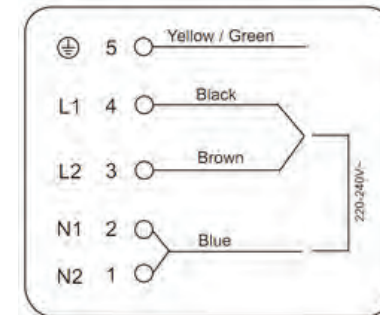 ⏚ 5 Yellow / Green
L1 4 Black
L2 3 Brown
N1 2
Blue
N2 1
220-240V~